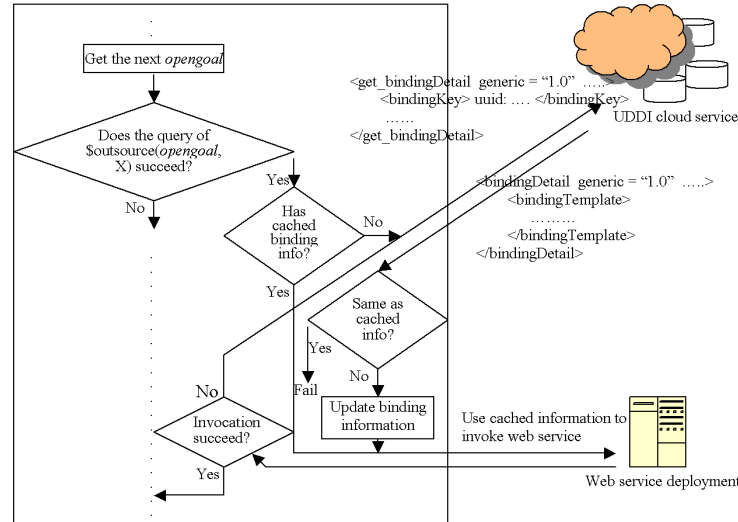 Get the next opengoal
<get_bindingDetail generic = “1.0” …..>
<bindingKey> uuid: …. </bindingKey>
……
</get_bindingDetail>
UDDI cloud service
Does the query of
$outsource(opengoal,
X) succeed?
Yes
No
<bindingDetail generic = “1.0” …..>
<bindingTemplate>
………
</bindingTemplate>
</bindingDetail>
Has
cached
binding
info?
No
Yes
Same as
cached
info?
Yes
No
Fail
Update binding
information
No
Invocation
succeed?
Yes
Use cached information to
invoke web service
Web service deployment